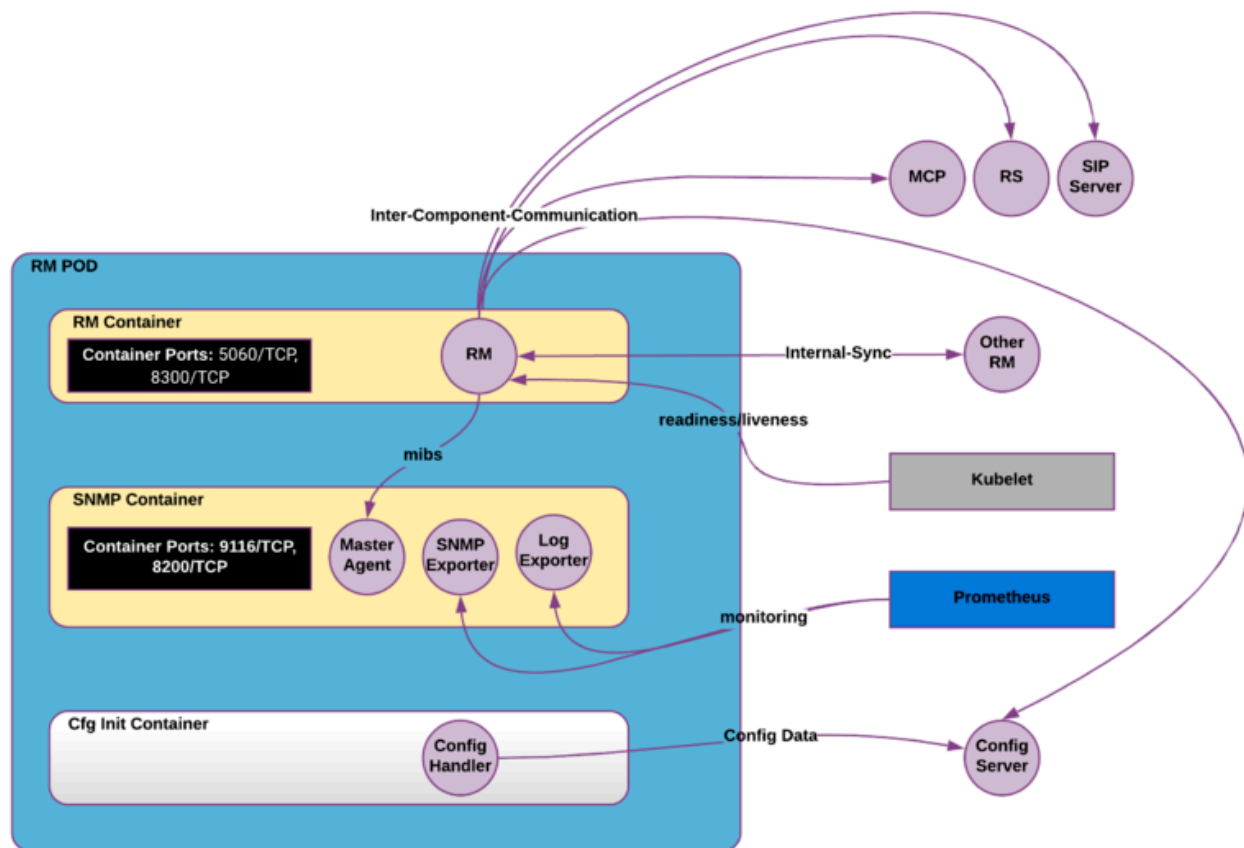 MCP
RS
SIP
Server
Inter-Component-Communication
RM POD
RM Container
Container Ports: 5060/TCP,
8300/TCP
RM
Internal-Sync
Other
RM
readiness/liveness
mibs
Kubelet
SNMP Container
Container Ports: 9116/TCP,
8200/TCP
Master
Agent
SNMP
Exporter
Log
Exporter
Prometheus
monitoring
Cfg Init Container
Config
Handler
Config Data
Config
Server